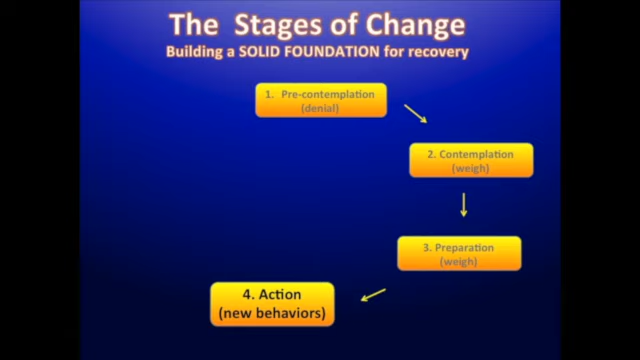 The Stages of Change
Building a SOLID FOUNDATION for recovery
1. Pre-contemplation
(denial)
2. Contemplation
(weigh)
3. Preparation
(weigh)
4. Action
(new behaviors)